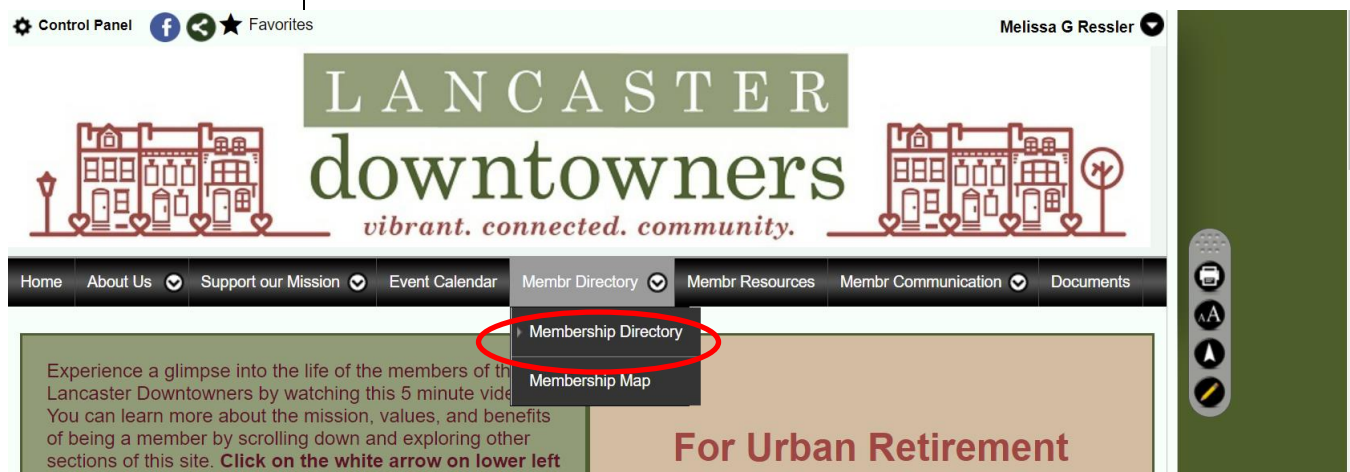 Control Panel Favorites Melissa G Ressler
LANCASTER
downtowners
vibrant. connected. community.
Home About Us Support our Mission Event Calendar Membr Directory Membr Resources Membr Communication Documents
Membership Directory
Membership Map
Experience a glimpse into the life of the members of th
Lancaster Downtowners by watching this 5 minute vide
You can learn more about the mission, values, and benefits
of being a member by scrolling down and exploring other
sections of this site. Click on the white arrow on lower left
For Urban Retirement
AA